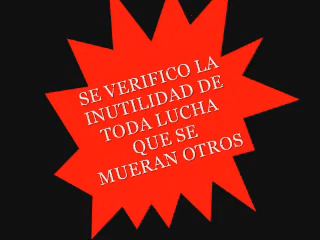 SE VERIFICO LA
INUTILIDAD DE
TODA LUCHA
QUE SE
MUERAN OTROS